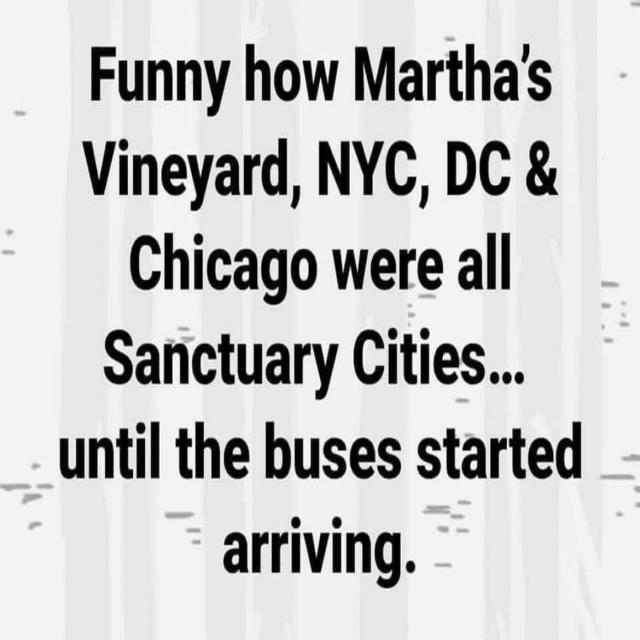 Funny how Martha's
Vineyard, NYC, DC &
Chicago were all
Sanctuary Cities...
until the buses started
arriving.